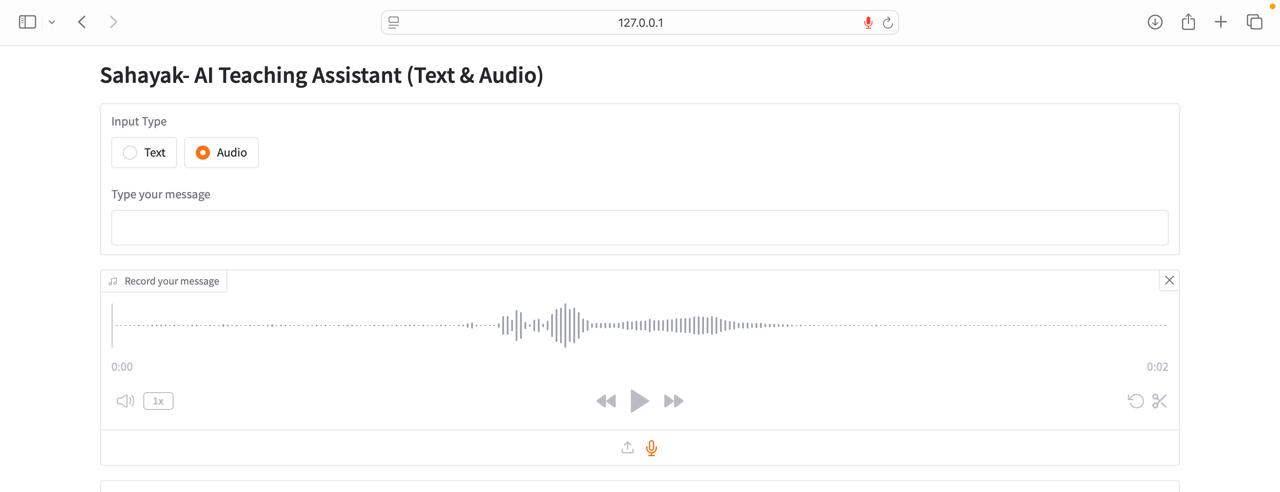 127.0.0.1
Sahayak- AI Teaching Assistant (Text & Audio)
Input Type
Text
Audio
Type your message
Record your message
0:00
0:02
1x